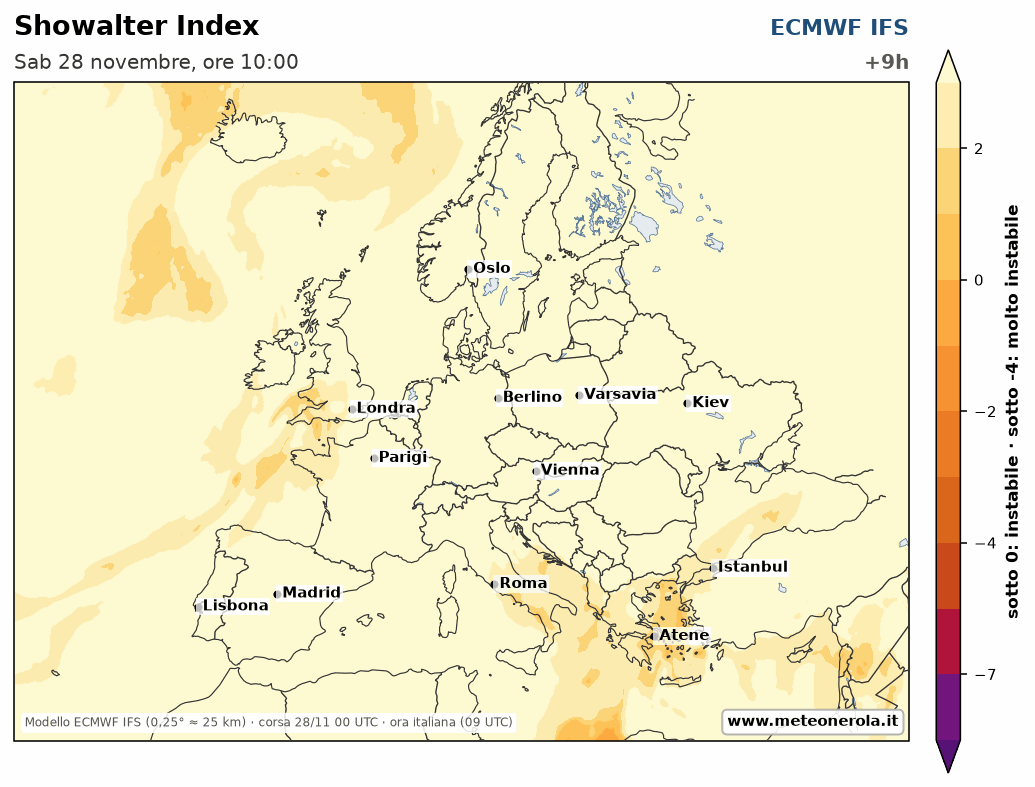 Showalter Index
ECMWF IFS
Sab 28 novembre, ore 10:00
+9h
2
0
−2
−4
−7
sotto 0: instabile · sotto -4: molto instabile
Oslo
Londra
Berlino
Varsavia
Kiev
Parigi
Vienna
Istanbul
Roma
Madrid
Lisbona
Atene
Modello ECMWF IFS (0,25° ≈ 25 km) · corsa 28/11 00 UTC · ora italiana (09 UTC)
www.meteonerola.it